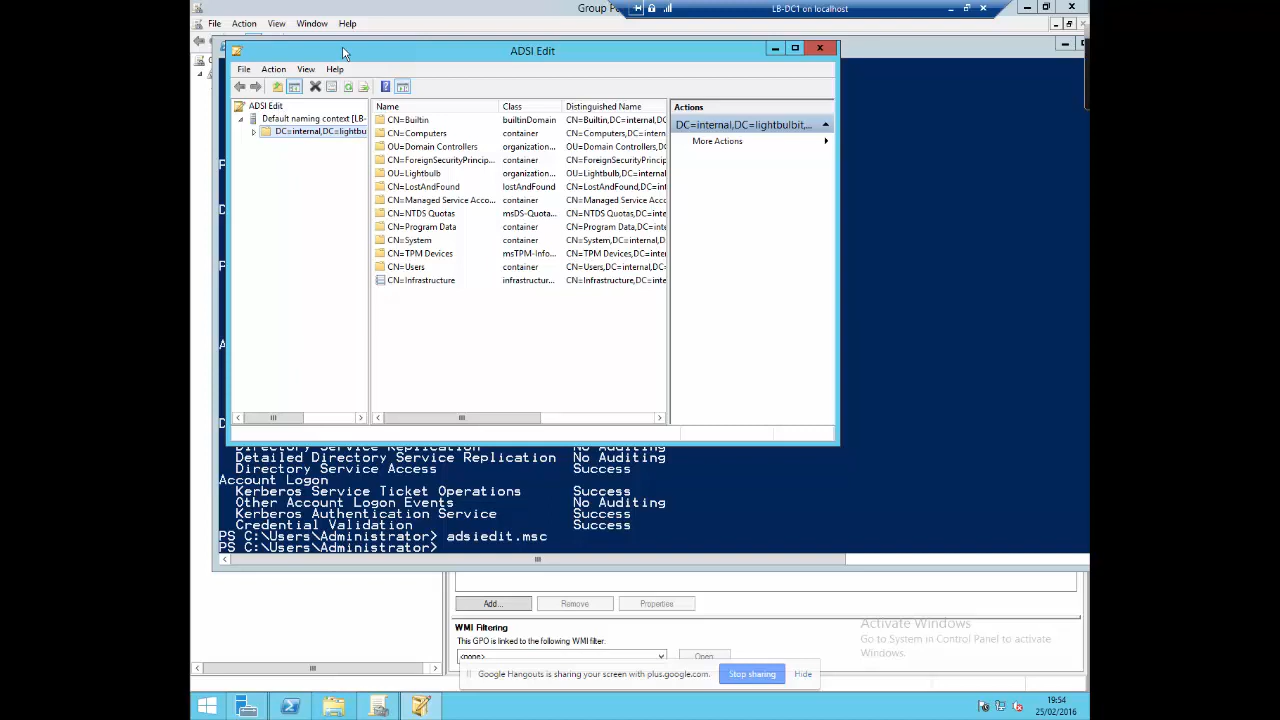 Group Po
LB-DC1 on localhost
File Action View Window Help
ADSI Edit
File Action View Help
ADSI Edit
Default naming context [LB-
DC=internal,DC=lightbu
Name Class Distinguished Name
CN=Builtin builtinDomain CN=Builtin,DC=internal,D
CN=Computers container CN=Computers,DC=inter
OU=Domain Controllers organization... OU=Domain Controllers,
CN=ForeignSecurityPrincip... container CN=ForeignSecurityPrinci
OU=Lightbulb organization... OU=Lightbulb,DC=intern
CN=LostAndFound lostAndFound CN=LostAndFound,DC=i
CN=Managed Service Acco... container CN=Managed Service Ac
CN=NTDS Quotas msDS-Quota... CN=NTDS Quotas,DC=inte
CN=Program Data container CN=Program Data,DC=int
CN=System container CN=System,DC=internal,
CN=TPM Devices msTPM-Info... CN=TPM Devices,DC=inte
CN=Users container CN=Users,DC=internal,DC
CN=Infrastructure infrastructur... CN=Infrastructure,DC=inte
Actions
DC=internal,DC=lightbulbit,...
More Actions
Directory Service Replication No Auditing
Detailed Directory Service Replication No Auditing
Directory Service Access Success
Account Logon
Kerberos Service Ticket Operations Success
Other Account Logon Events No Auditing
Kerberos Authentication Service Success
Credential Validation Success
PS C:\Users\Administrator> adsiedit.msc
PS C:\Users\Administrator>
Add... Remove Properties
WMI Filtering
This GPO is linked to the following WMI filter:
<none> Open
Activate Windows
Go to System in Control Panel to activate
Windows.
Google Hangouts is sharing your screen with plus.google.com.
Stop sharing
Hide
19:54
25/02/2016